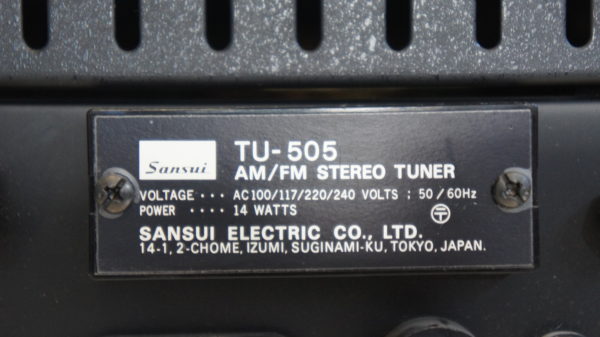 Sansui
TU-505
AM/FM STEREO TUNER
VOLTAGE ··· AC100/117/220/240 VOLTS : 50/60Hz
POWER ···· 14 WATTS
〒
SANSUI ELECTRIC CO., LTD.
14-1, 2-CHOME, IZUMI, SUGINAMI-KU, TOKYO, JAPAN.